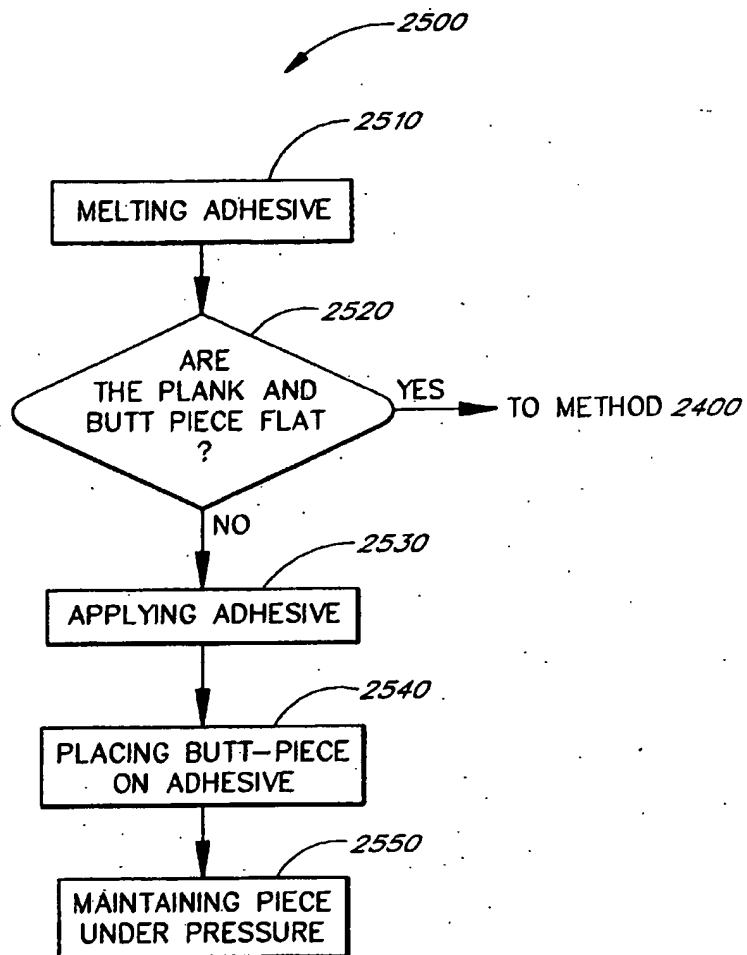 2500
2510
MELTING ADHESIVE
2520
ARE
THE PLANK AND
BUTT PIECE FLAT
?
YES
TO METHOD 2400
NO
2530
APPLYING ADHESIVE
2540
PLACING BUTT-PIECE
ON ADHESIVE
2550
MAINTAINING PIECE
UNDER PRESSURE